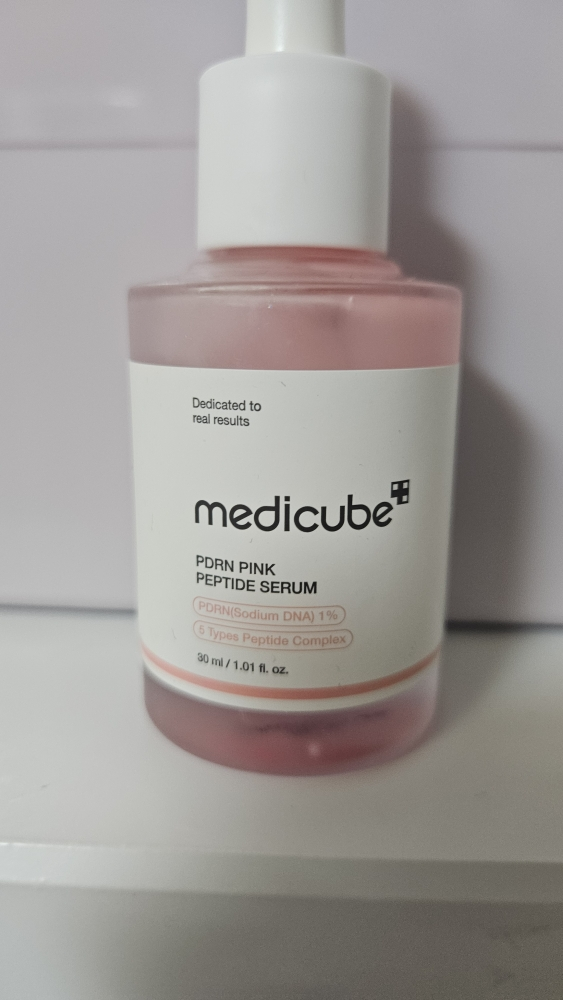 Dedicated to
real results
medicube
PDRN PINK
PEPTIDE SERUM
PDRN(Sodium DNA) 1%
5 Types Peptide Complex
30 ml / 1.01 fl. oz.